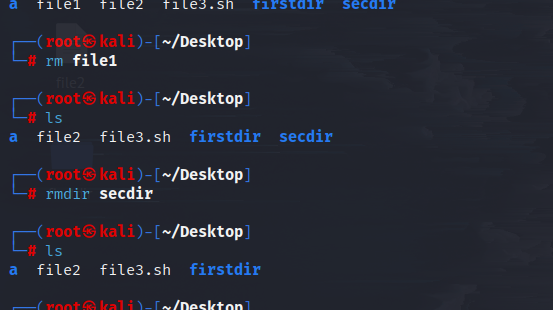 a file1 file2 file3.sh firstdir secdir
┌──(root㉿kali)-[~/Desktop]
└─# rm file1
┌──(root㉿kali)-[~/Desktop]
└─# ls
a file2 file3.sh firstdir secdir
┌──(root㉿kali)-[~/Desktop]
└─# rmdir secdir
┌──(root㉿kali)-[~/Desktop]
└─# ls
a file2 file3.sh firstdir
┌──(root㉿kali)-[~/Desktop]